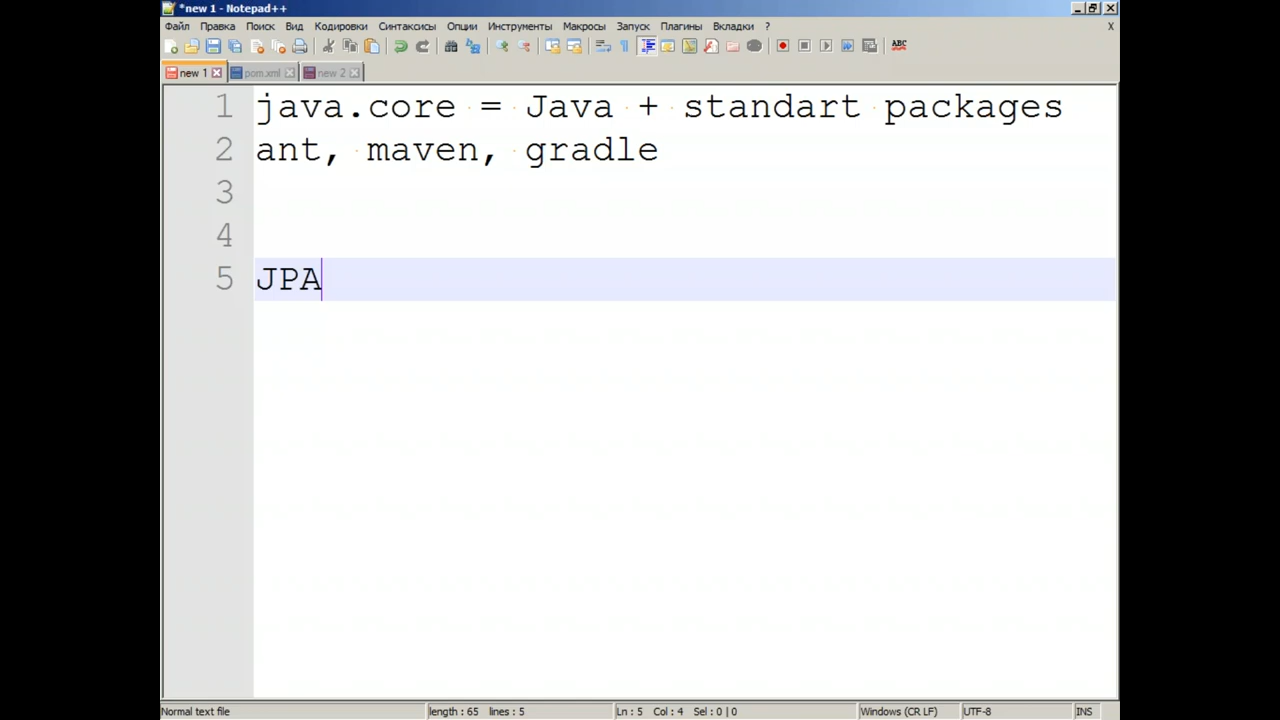 *new 1 - Notepad++
Файл Правка Поиск Вид Кодировки Синтаксисы Опции Инструменты Макросы Запуск Плагины Вкладки ? X
ABC
new 1 pom.xml new 2
1 java.core = Java + standart packages
2 ant, maven, gradle
3
4
5 JPA
Normal text file length : 65 lines : 5 Ln : 5 Col : 4 Sel : 0 | 0 Windows (CR LF) UTF-8 INS